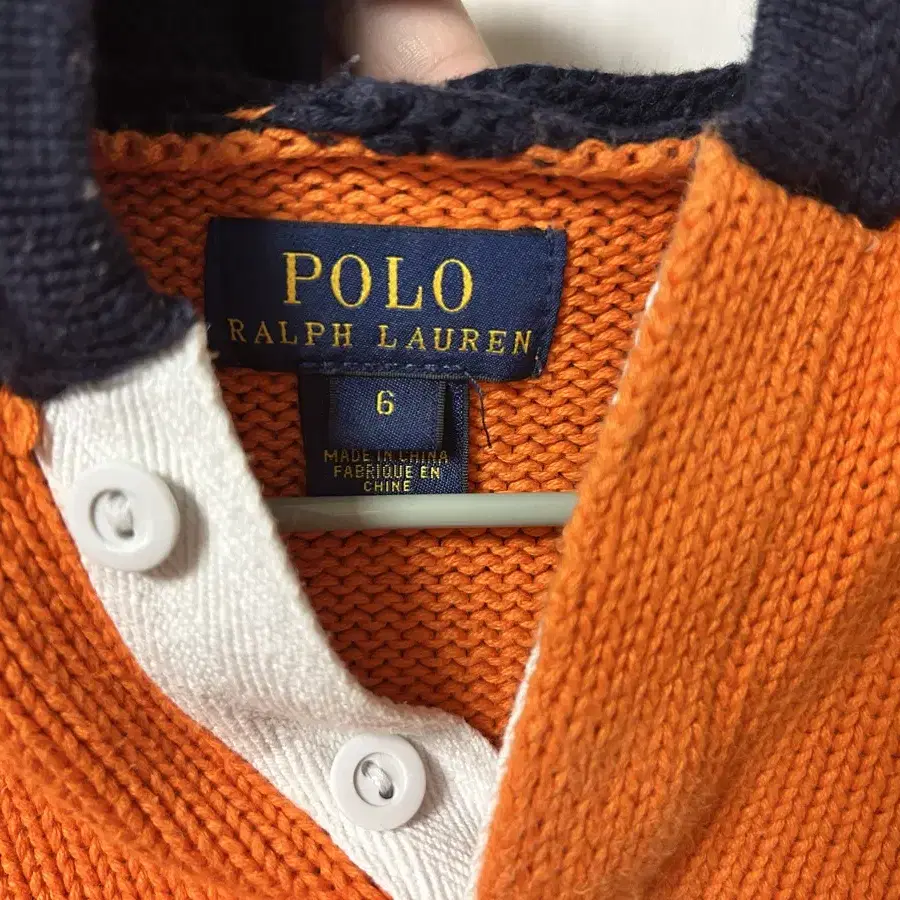 POLO
RALPH LAUREN
6
MADE IN CHINA
FABRIQUE EN
CHINE